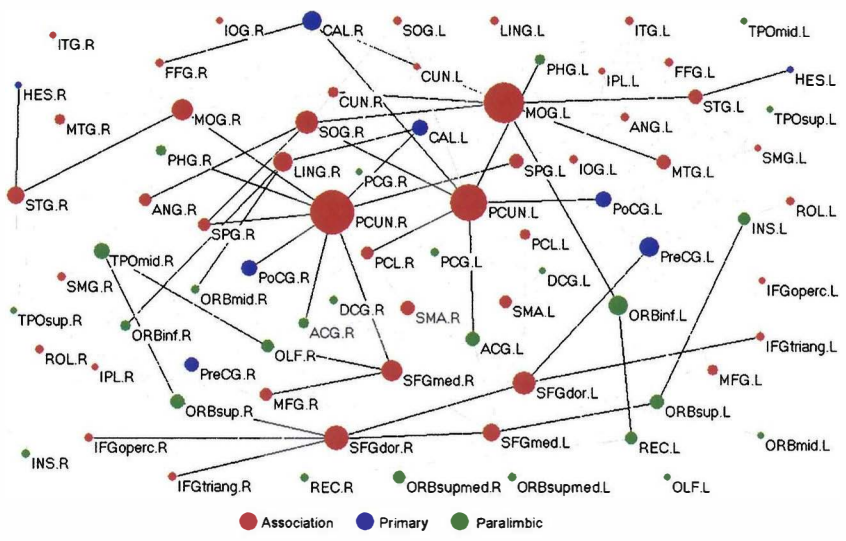 IOG.R
CAL.R
SOG.L
LING.L
ITG.L
TPOmid.L
ITG.R
FFG.R
CUN.L
PHG.L
IPL.L
FFG.L
HES.L
HES.R
CUN.R
MOG.L
STG.L
MTG.R
MOG.R
SOG.R
CAL.L
ANG.L
TPOsup.L
PHG.R
LING.R
PCG.R
SPG.L
IOG.L
MTG.L
SMG.L
STG.R
ANG.R
SPG.R
PCUN.R
PCUN.L
PoCG.L
ROL.L
INS.L
TPOmid.R
PoCG.R
PCL.R
PCG.L
PCL.L
PreCG.L
SMG.R
ORBmid.R
DCG.R
DCG.L
IFGoperc.L
TPOsup.R
ORBinf.R
ACG.R
SMA.R
SMA.L
ORBinf.L
ROL.R
IPL.R
PreCG.R
OLF.R
SFGmed.R
ACG.L
IFGtriang.L
MFG.R
SFGdor.L
MFG.L
ORBsup.R
ORBsup.L
IFGoperc.R
SFGdor.R
SFGmed.L
REC.L
ORBmid.L
INS.R
IFGtriang.R
REC.R
ORBsupmed.R
ORBsupmed.L
OLF.L
Association Primary Paralimbic